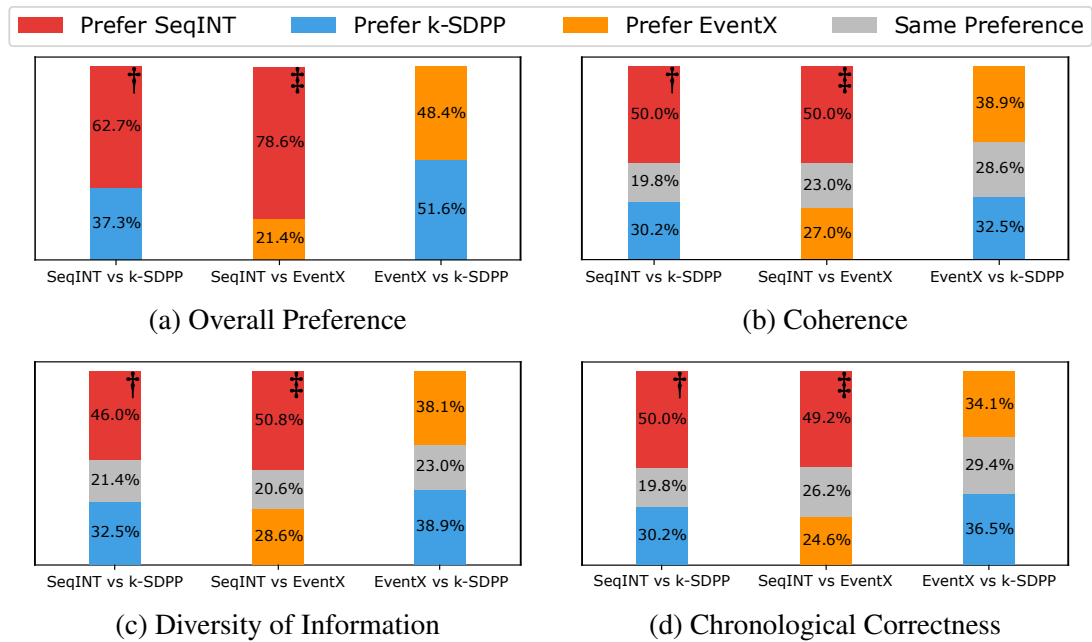 Prefer SeqINT Prefer k-SDPP Prefer EventX Same Preference
† ‡
62.7% 78.6% 48.4%
37.3% 21.4% 51.6%
SeqINT vs k-SDPP SeqINT vs EventX EventX vs k-SDPP
(a) Overall Preference
† ‡
50.0% 50.0% 38.9%
19.8% 23.0% 28.6%
30.2% 27.0% 32.5%
SeqINT vs k-SDPP SeqINT vs EventX EventX vs k-SDPP
(b) Coherence
† ‡
46.0% 50.8% 38.1%
21.4% 20.6% 23.0%
32.5% 28.6% 38.9%
SeqINT vs k-SDPP SeqINT vs EventX EventX vs k-SDPP
(c) Diversity of Information
† ‡
50.0% 49.2% 34.1%
19.8% 26.2% 29.4%
30.2% 24.6% 36.5%
SeqINT vs k-SDPP SeqINT vs EventX EventX vs k-SDPP
(d) Chronological Correctness